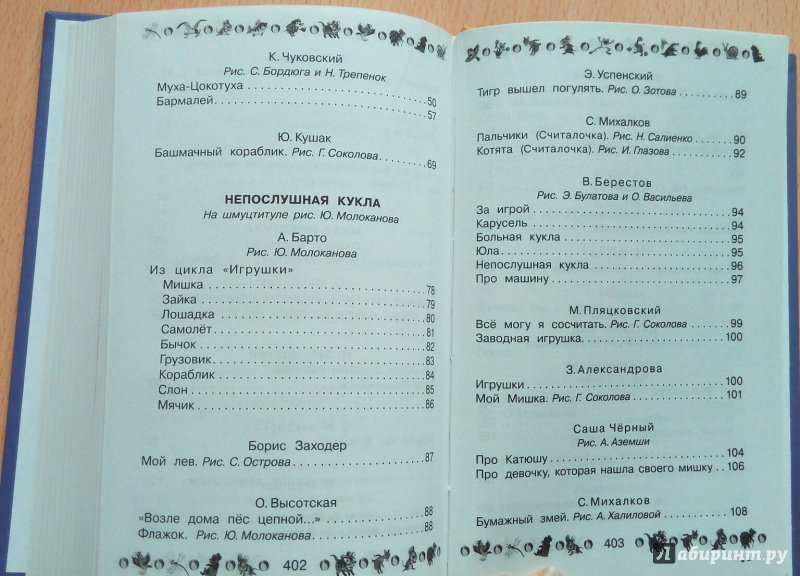 К. Чуковский
Рис. С. Бордюга и Н. Трепенок
Муха-Цокотуха 50
Бармалей 57
Ю. Кушак
Башмачный кораблик. Рис. Г. Соколова 69
НЕПОСЛУШНАЯ КУКЛА
На шмуцтитуле рис. Ю. Молоканова
А. Барто
Рис. Ю. Молоканова
Из цикла «Игрушки»
Мишка 78
Зайка 79
Лошадка 80
Самолёт 81
Бычок 82
Грузовик 83
Кораблик 84
Слон 85
Мячик 86
Борис Заходер
Мой лев. Рис. С. Острова 87
О. Высотская
«Возле дома пёс цепной...» 88
Флажок. Рис. Ю. Молоканова 88
402
Э. Успенский
Тигр вышел погулять. Рис. О. Зотова 89
С. Михалков
Пальчики (Считалочка). Рис. Н. Салиенко 90
Котята (Считалочка). Рис. И. Глазова 92
В. Берестов
Рис. Э. Булатова и О. Васильева
За игрой 94
Карусель 94
Больная кукла 95
Юла 95
Непослушная кукла 96
Про машину 97
М. Пляцковский
Всё могу я сосчитать. Рис. Г. Соколова 99
Заводная игрушка 100
З. Александрова
Игрушки 100
Мой Мишка. Рис. Г. Соколова 101
Саша Чёрный
Рис. А. Аземши
Про Катюшу 104
Про девочку, которая нашла своего мишку 106
С. Михалков
Бумажный змей. Рис. А. Халиловой 108
403
Лабиринт.ру